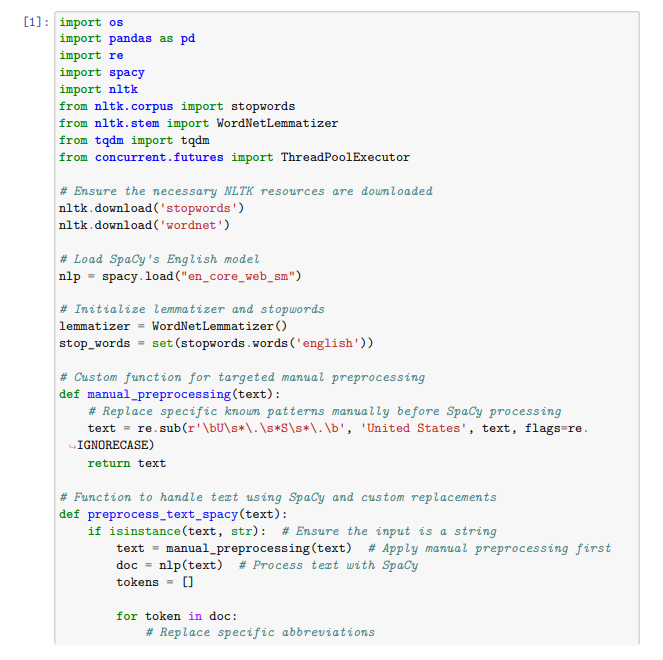 [1]: import os
import pandas as pd
import re
import spacy
import nltk
from nltk.corpus import stopwords
from nltk.stem import WordNetLemmatizer
from tqdm import tqdm
from concurrent.futures import ThreadPoolExecutor

# Ensure the necessary NLTK resources are downloaded
nltk.download('stopwords')
nltk.download('wordnet')

# Load SpaCy's English model
nlp = spacy.load("en_core_web_sm")

# Initialize lemmatizer and stopwords
lemmatizer = WordNetLemmatizer()
stop_words = set(stopwords.words('english'))

# Custom function for targeted manual preprocessing
def manual_preprocessing(text):
    # Replace specific known patterns manually before SpaCy processing
    text = re.sub(r'\bU\s*\.\s*S\s*\.\b', 'United States', text, flags=re.
↪IGNORECASE)
    return text

# Function to handle text using SpaCy and custom replacements
def preprocess_text_spacy(text):
    if isinstance(text, str):  # Ensure the input is a string
        text = manual_preprocessing(text)  # Apply manual preprocessing first
        doc = nlp(text)  # Process text with SpaCy
        tokens = []

        for token in doc:
            # Replace specific abbreviations